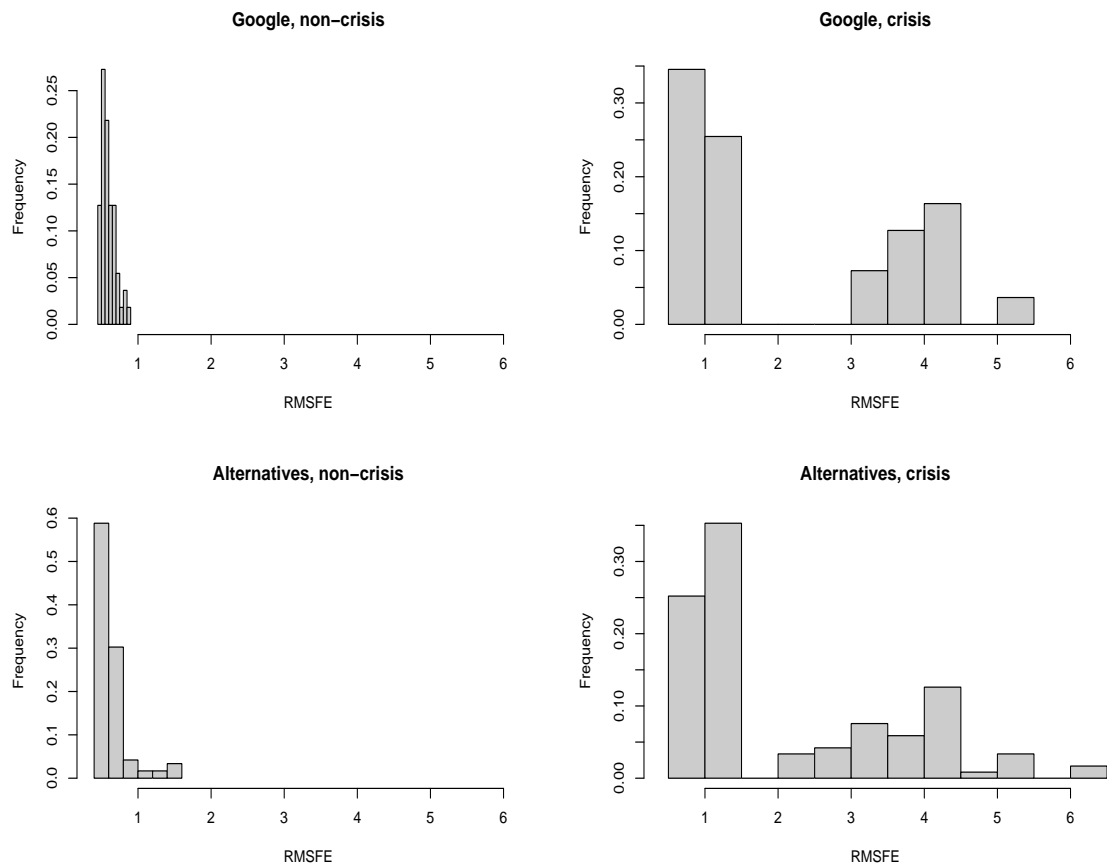 Google, non−crisis
Frequency
0.00 0.05 0.10 0.15 0.20 0.25
1 2 3 4 5 6
RMSFE
Google, crisis
Frequency
0.00 0.10 0.20 0.30
1 2 3 4 5 6
RMSFE
Alternatives, non−crisis
Frequency
0.0 0.1 0.2 0.3 0.4 0.5 0.6
1 2 3 4 5 6
RMSFE
Alternatives, crisis
Frequency
0.00 0.10 0.20 0.30
1 2 3 4 5 6
RMSFE